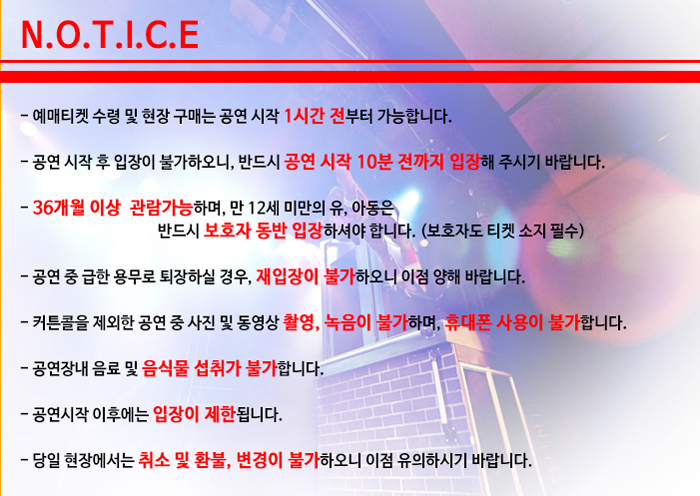 N.O.T.I.C.E
- 예매티켓 수령 및 현장 구매는 공연 시작 1시간 전부터 가능합니다.
- 공연 시작 후 입장이 불가하오니, 반드시 공연 시작 10분 전까지 입장해 주시기 바랍니다.
- 36개월 이상 관람가능하며, 만 12세 미만의 유, 아동은
반드시 보호자 동반 입장하셔야 합니다. (보호자도 티켓 소지 필수)
- 공연 중 급한 용무로 퇴장하실 경우, 재입장이 불가하오니 이점 양해 바랍니다.
- 커튼콜을 제외한 공연 중 사진 및 동영상 촬영, 녹음이 불가하며, 휴대폰 사용이 불가합니다.
- 공연장내 음료 및 음식물 섭취가 불가합니다.
- 공연시작 이후에는 입장이 제한됩니다.
- 당일 현장에서는 취소 및 환불, 변경이 불가하오니 이점 유의하시기 바랍니다.